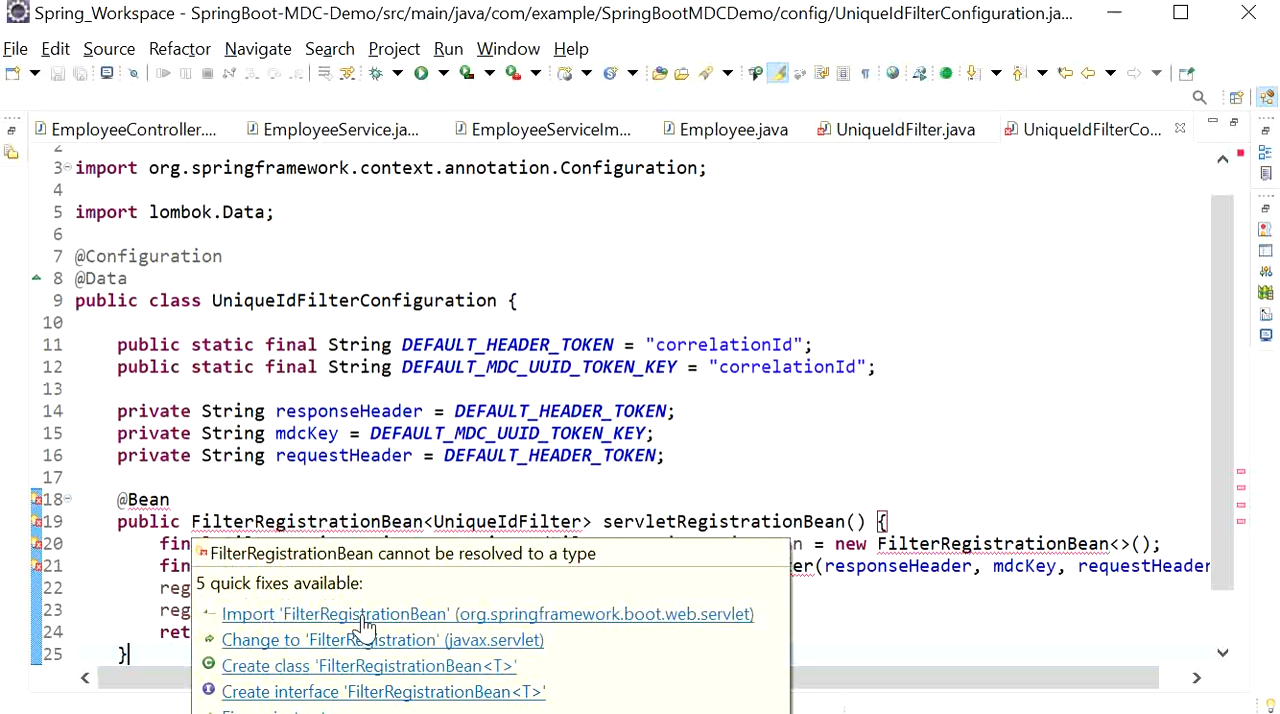 Spring_Workspace - SpringBoot-MDC-Demo/src/main/java/com/example/SpringBootMDCDemo/config/UniqueIdFilterConfiguration.ja...
File Edit Source Refactor Navigate Search Project Run Window Help
EmployeeController.... EmployeeService.ja... EmployeeServiceIm... Employee.java UniqueIdFilter.java UniqueIdFilterCo...
2
3 import org.springframework.context.annotation.Configuration;
4
5 import lombok.Data;
6
7 @Configuration
8 @Data
9 public class UniqueIdFilterConfiguration {
10
11 public static final String DEFAULT_HEADER_TOKEN = "correlationId";
12 public static final String DEFAULT_MDC_UUID_TOKEN_KEY = "correlationId";
13
14 private String responseHeader = DEFAULT_HEADER_TOKEN;
15 private String mdcKey = DEFAULT_MDC_UUID_TOKEN_KEY;
16 private String requestHeader = DEFAULT_HEADER_TOKEN;
17
18 @Bean
19 public FilterRegistrationBean<UniqueIdFilter> servletRegistrationBean() {
20 fin n = new FilterRegistrationBean<>();
21 fin er(responseHeader, mdcKey, requestHeader
22 reg
23 reg
24 ret
25 }
FilterRegistrationBean cannot be resolved to a type
5 quick fixes available:
Import 'FilterRegistrationBean' (org.springframework.boot.web.servlet)
Change to 'FilterRegistration' (javax.servlet)
Create class 'FilterRegistrationBean<T>'
Create interface 'FilterRegistrationBean<T>'